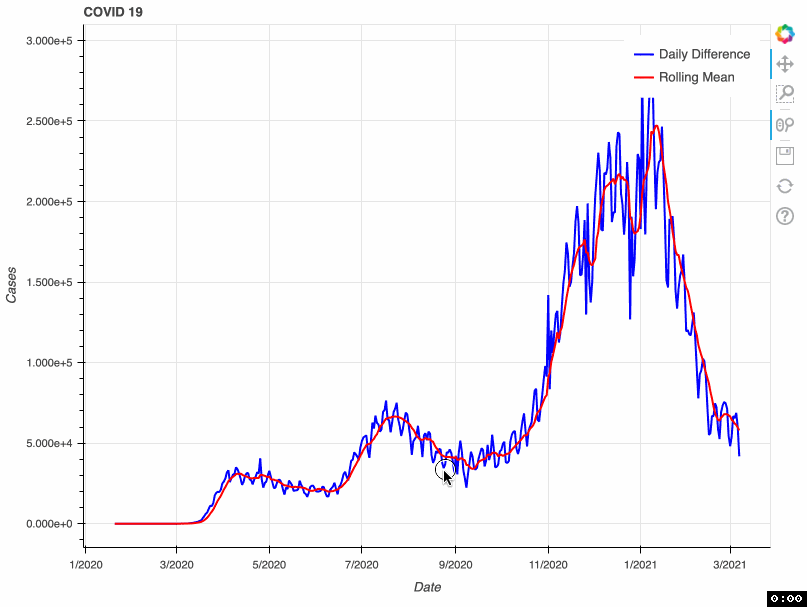 COVID 19
Daily Difference
Rolling Mean
3.000e+5
2.500e+5
2.000e+5
1.500e+5
1.000e+5
5.000e+4
0.000e+0
Cases
1/2020 3/2020 5/2020 7/2020 9/2020 11/2020 1/2021 3/2021
Date
0:00